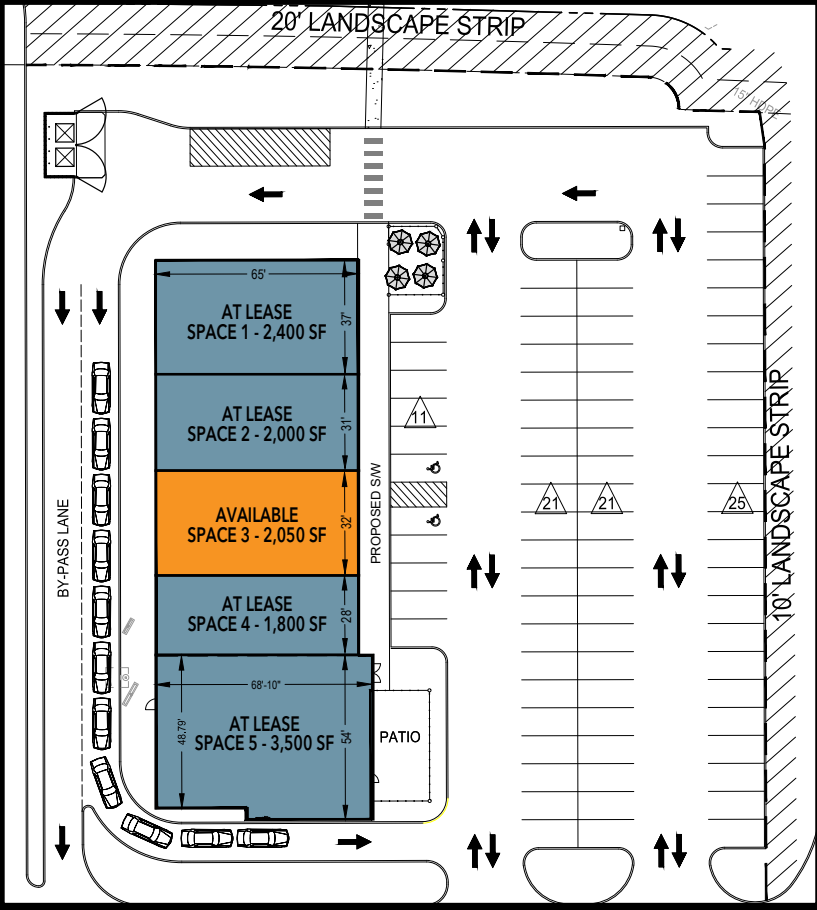 20' LANDSCAPE STRIP
15' HDPE
65'
AT LEASE
SPACE 1 - 2,400 SF
37'
AT LEASE
SPACE 2 - 2,000 SF
31'
11
AVAILABLE
SPACE 3 - 2,050 SF
32'
PROPOSED S/W
BY-PASS LANE
21
21
25
10' LANDSCAPE STRIP
AT LEASE
SPACE 4 - 1,800 SF
28'
68'-10"
AT LEASE
SPACE 5 - 3,500 SF
48.79'
54'
PATIO